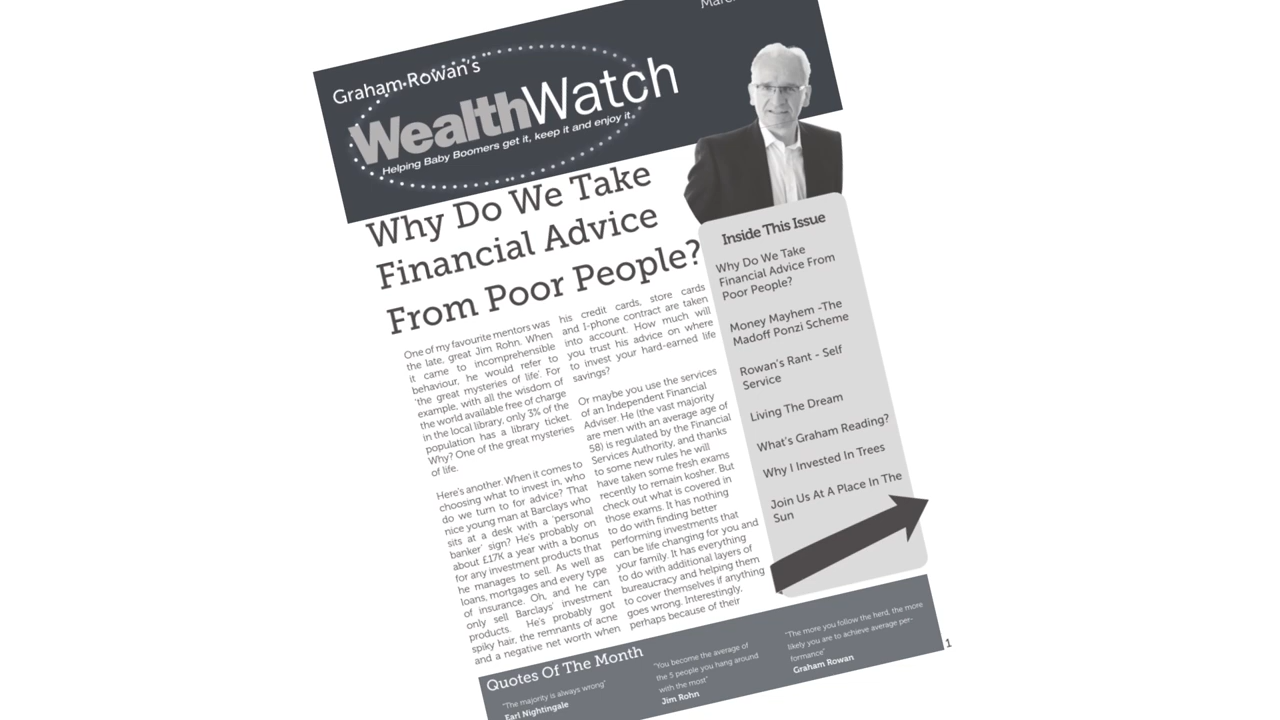 Marc
Graham Rowan's
WealthWatch
Helping Baby Boomers get it, keep it and enjoy it.
Why Do We Take
Financial Advice
From Poor People?
One of my favourite mentors was
the late, great Jim Rohn. When
it came to incomprehensible
behaviour, he would refer to
'the great mysteries of life'. For
example, with all the wisdom of
the world available free of charge
in the local library, only 3% of the
population has a library ticket.
Why? One of the great mysteries
of life.
Here's another. When it comes to
choosing what to invest in, who
do we turn to for advice? That
nice young man at Barclays who
sits at a desk with a 'personal
banker' sign? He's probably on
about £17K a year with a bonus
for any investment products that
he manages to sell. As well as
loans, mortgages and every type
of insurance. Oh, and he can
only sell Barclays' investment
products. He's probably got
spiky hair, the remnants of acne
and a negative net worth when
his credit cards, store cards
and I-phone contract are taken
into account. How much will
you trust his advice on where
to invest your hard-earned life
savings?
Or maybe you use the services
of an Independent Financial
Adviser. He (the vast majority
are men with an average age of
58) is regulated by the Financial
Services Authority, and thanks
to some new rules he will
have taken some fresh exams
recently to remain kosher. But
check out what is covered in
those exams. It has nothing
to do with finding better
performing investments that
can be life changing for you and
your family. It has everything
to do with additional layers of
bureaucracy and helping them
to cover themselves if anything
goes wrong. Interestingly,
perhaps because of their
Inside This Issue
Why Do We Take
Financial Advice From
Poor People?
Money Mayhem -The
Madoff Ponzi Scheme
Rowan's Rant - Self
Service
Living The Dream
What's Graham Reading?
Why I Invested In Trees
Join Us At A Place In The
Sun
Quotes Of The Month
"The majority is always wrong"
Earl Nightingale
"You become the average of
the 5 people you hang around
with the most"
Jim Rohn
"The more you follow the herd, the more
likely you are to achieve average per-
formance"
Graham Rowan
1